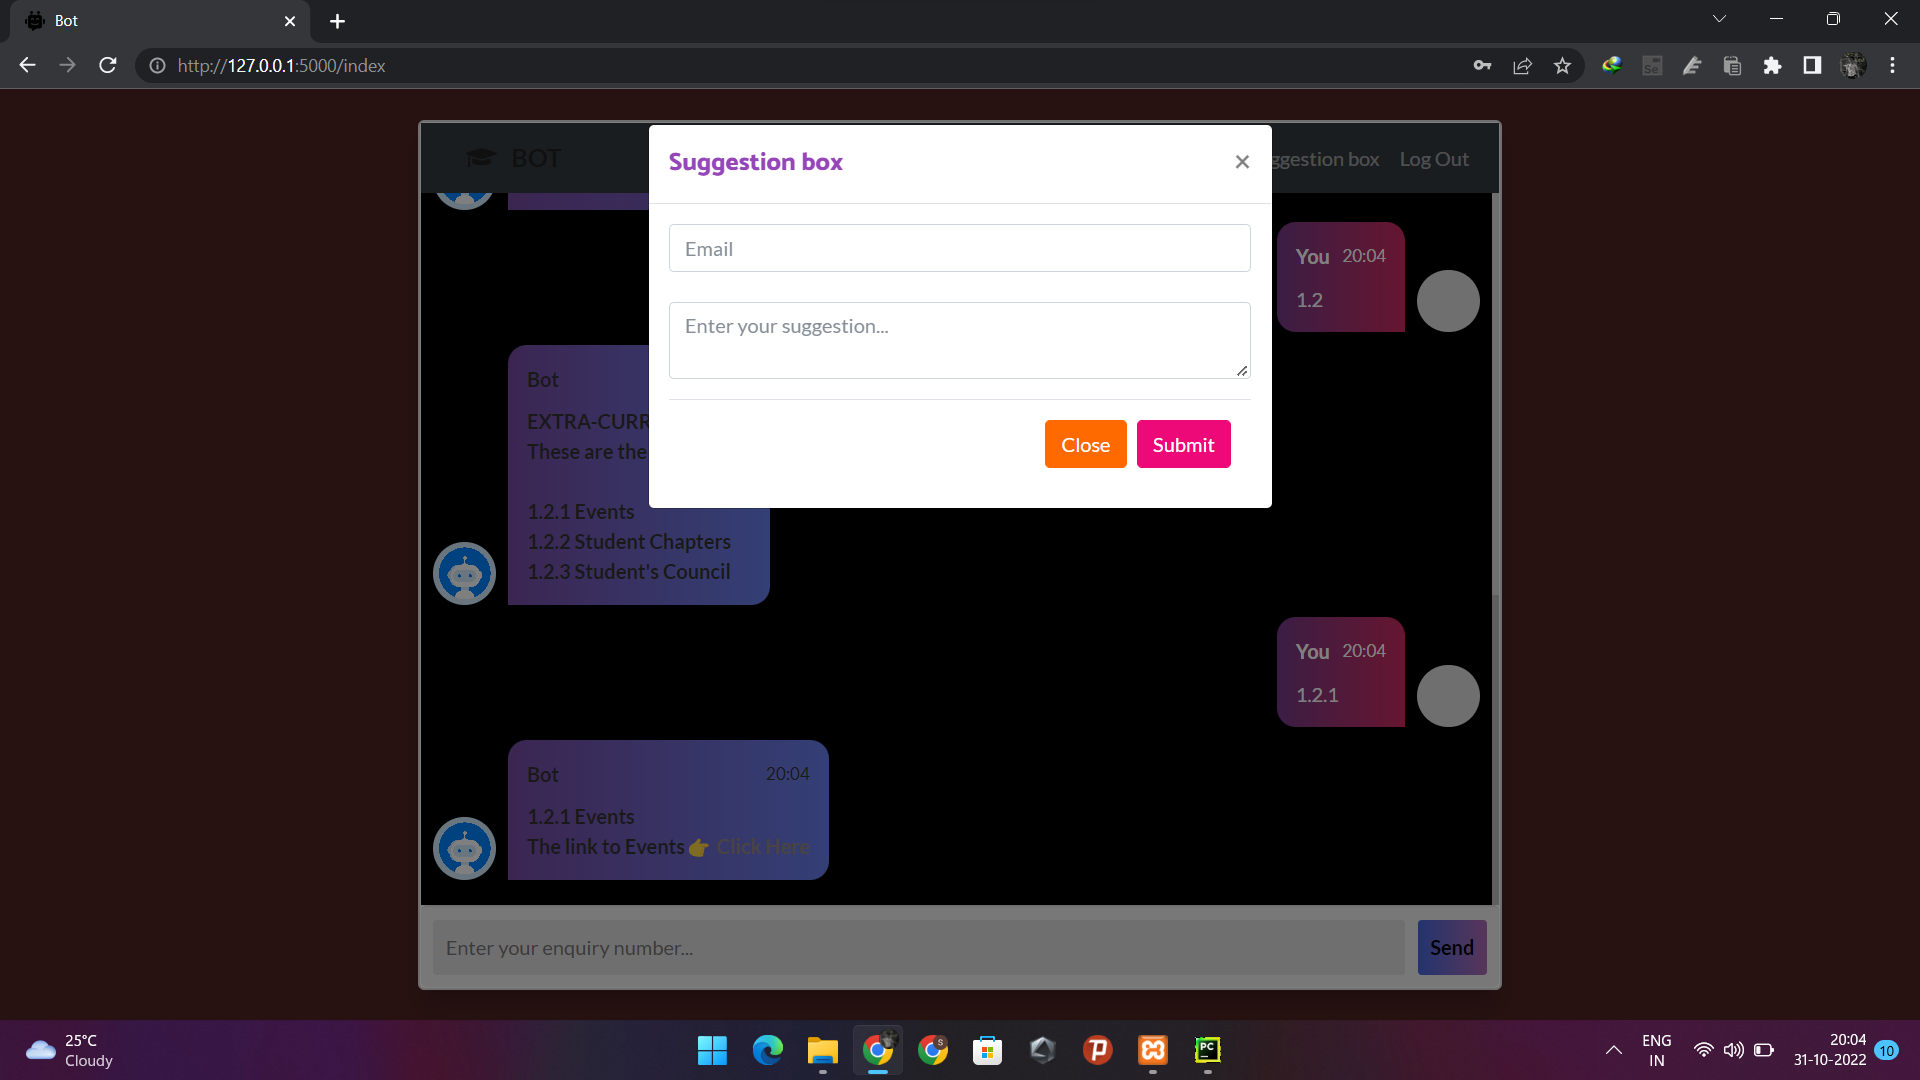 Bot
http://127.0.0.1:5000/index
BOT
ggestion box
Log Out
Suggestion box
×
Email
Enter your suggestion...
Close
Submit
You 20:04
1.2
Bot
EXTRA-CURR
These are the
1.2.1 Events
1.2.2 Student Chapters
1.2.3 Student's Council
You 20:04
1.2.1
Bot 20:04
1.2.1 Events
The link to Events 👉 Click Here
Enter your enquiry number...
Send
25°C
Cloudy
ENG
IN
20:04
31-10-2022
10